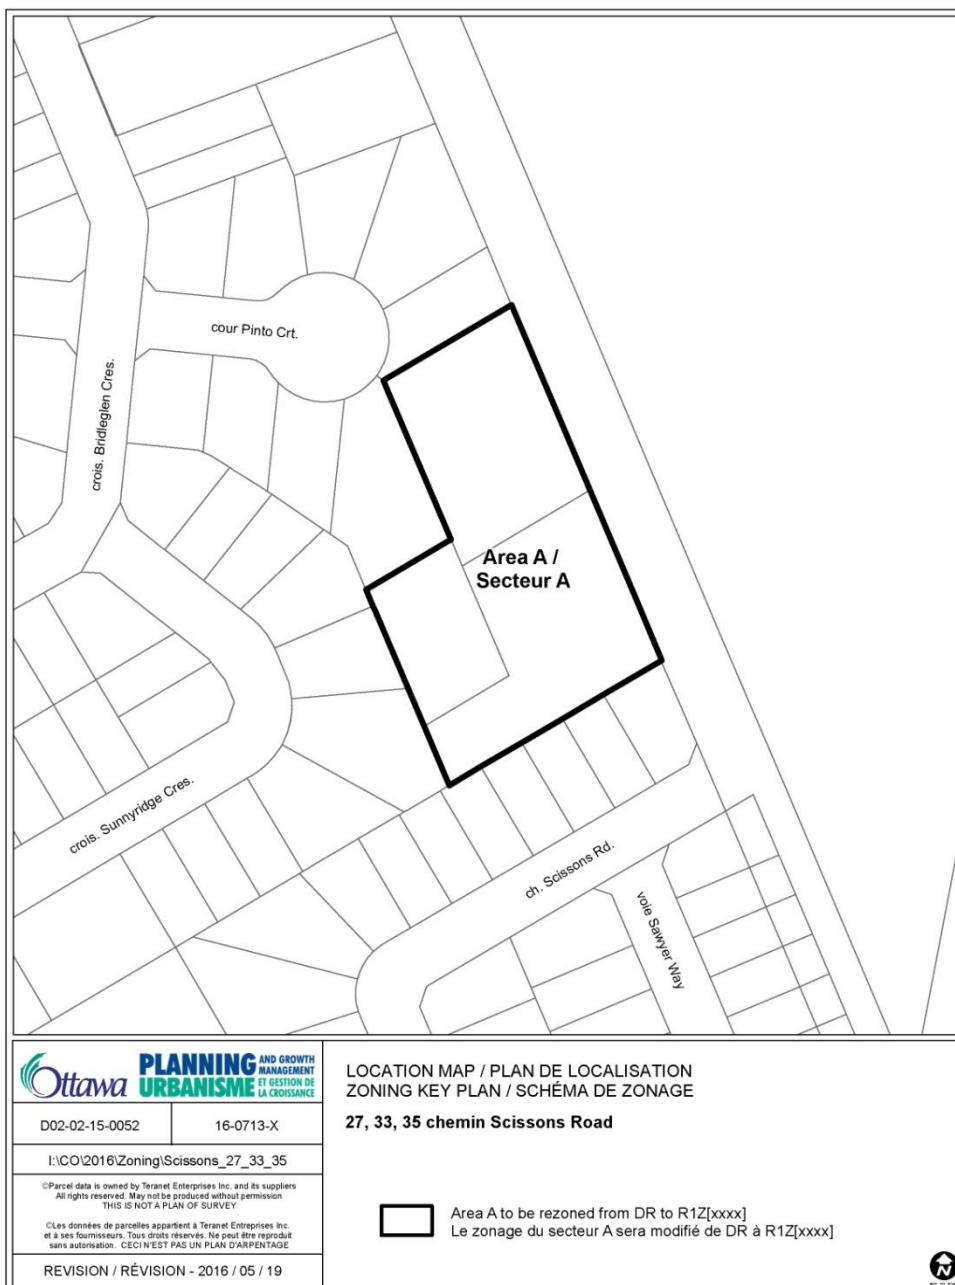 cour Pinto Crt.
crois. Bridleglen Cres.
Area A /
Secteur A
crois. Sunnyridge Cres.
ch. Scissons Rd.
voie Sawyer Way
Ottawa
PLANNING AND GROWTH MANAGEMENT
URBANISME ET GESTION DE LA CROISSANCE
D02-02-15-0052
16-0713-X
I:\CO\2016\Zoning\Scissons_27_33_35
©Parcel data is owned by Teranet Enterprises Inc. and its suppliers
All rights reserved. May not be produced without permission
THIS IS NOT A PLAN OF SURVEY
©Les données de parcelles appartient à Teranet Entreprises Inc.
et à ses fournisseurs. Tous droits réservés. Ne peut être reproduit
sans autorisation. CECI N'EST PAS UN PLAN D'ARPENTAGE
REVISION / RÉVISION - 2016 / 05 / 19
LOCATION MAP / PLAN DE LOCALISATION
ZONING KEY PLAN / SCHÉMA DE ZONAGE
27, 33, 35 chemin Scissons Road
Area A to be rezoned from DR to R1Z[xxxx]
Le zonage du secteur A sera modifié de DR à R1Z[xxxx]
N